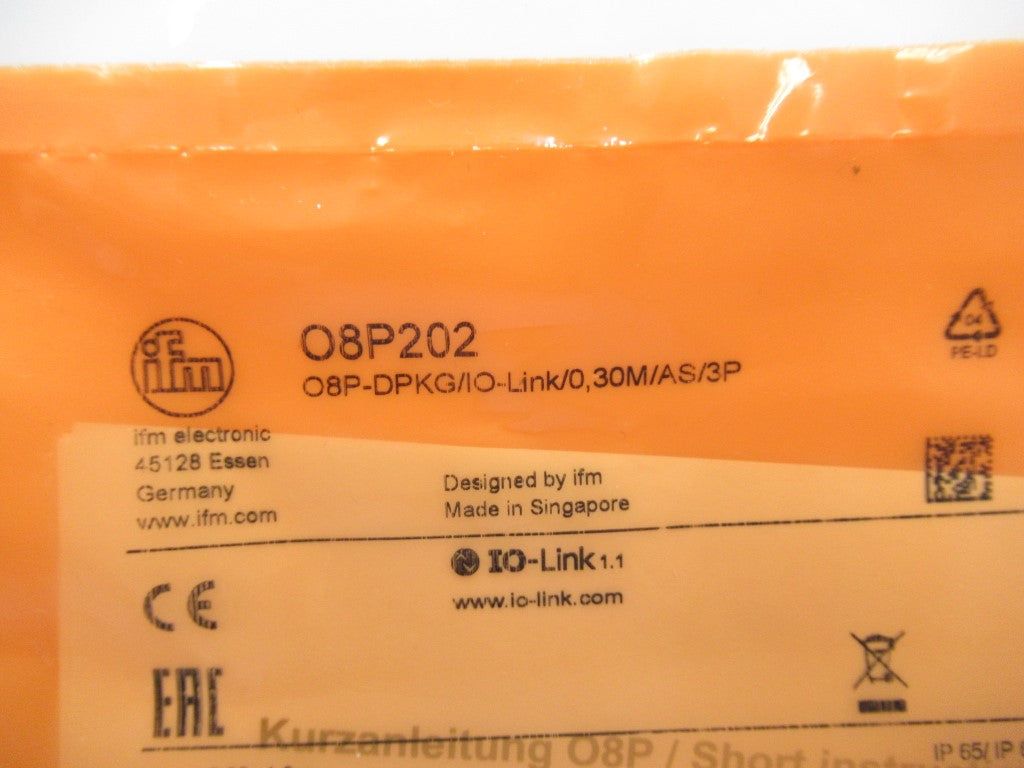 ifm
O8P202
O8P-DPKG/IO-Link/0,30M/AS/3P
04
PE-LD
ifm electronic
45128 Essen
Germany
www.ifm.com
Designed by ifm
Made in Singapore
IO-Link 1.1
www.io-link.com
CE
EAC
Kurzanleitung O8P / Short
IP 65/ IP